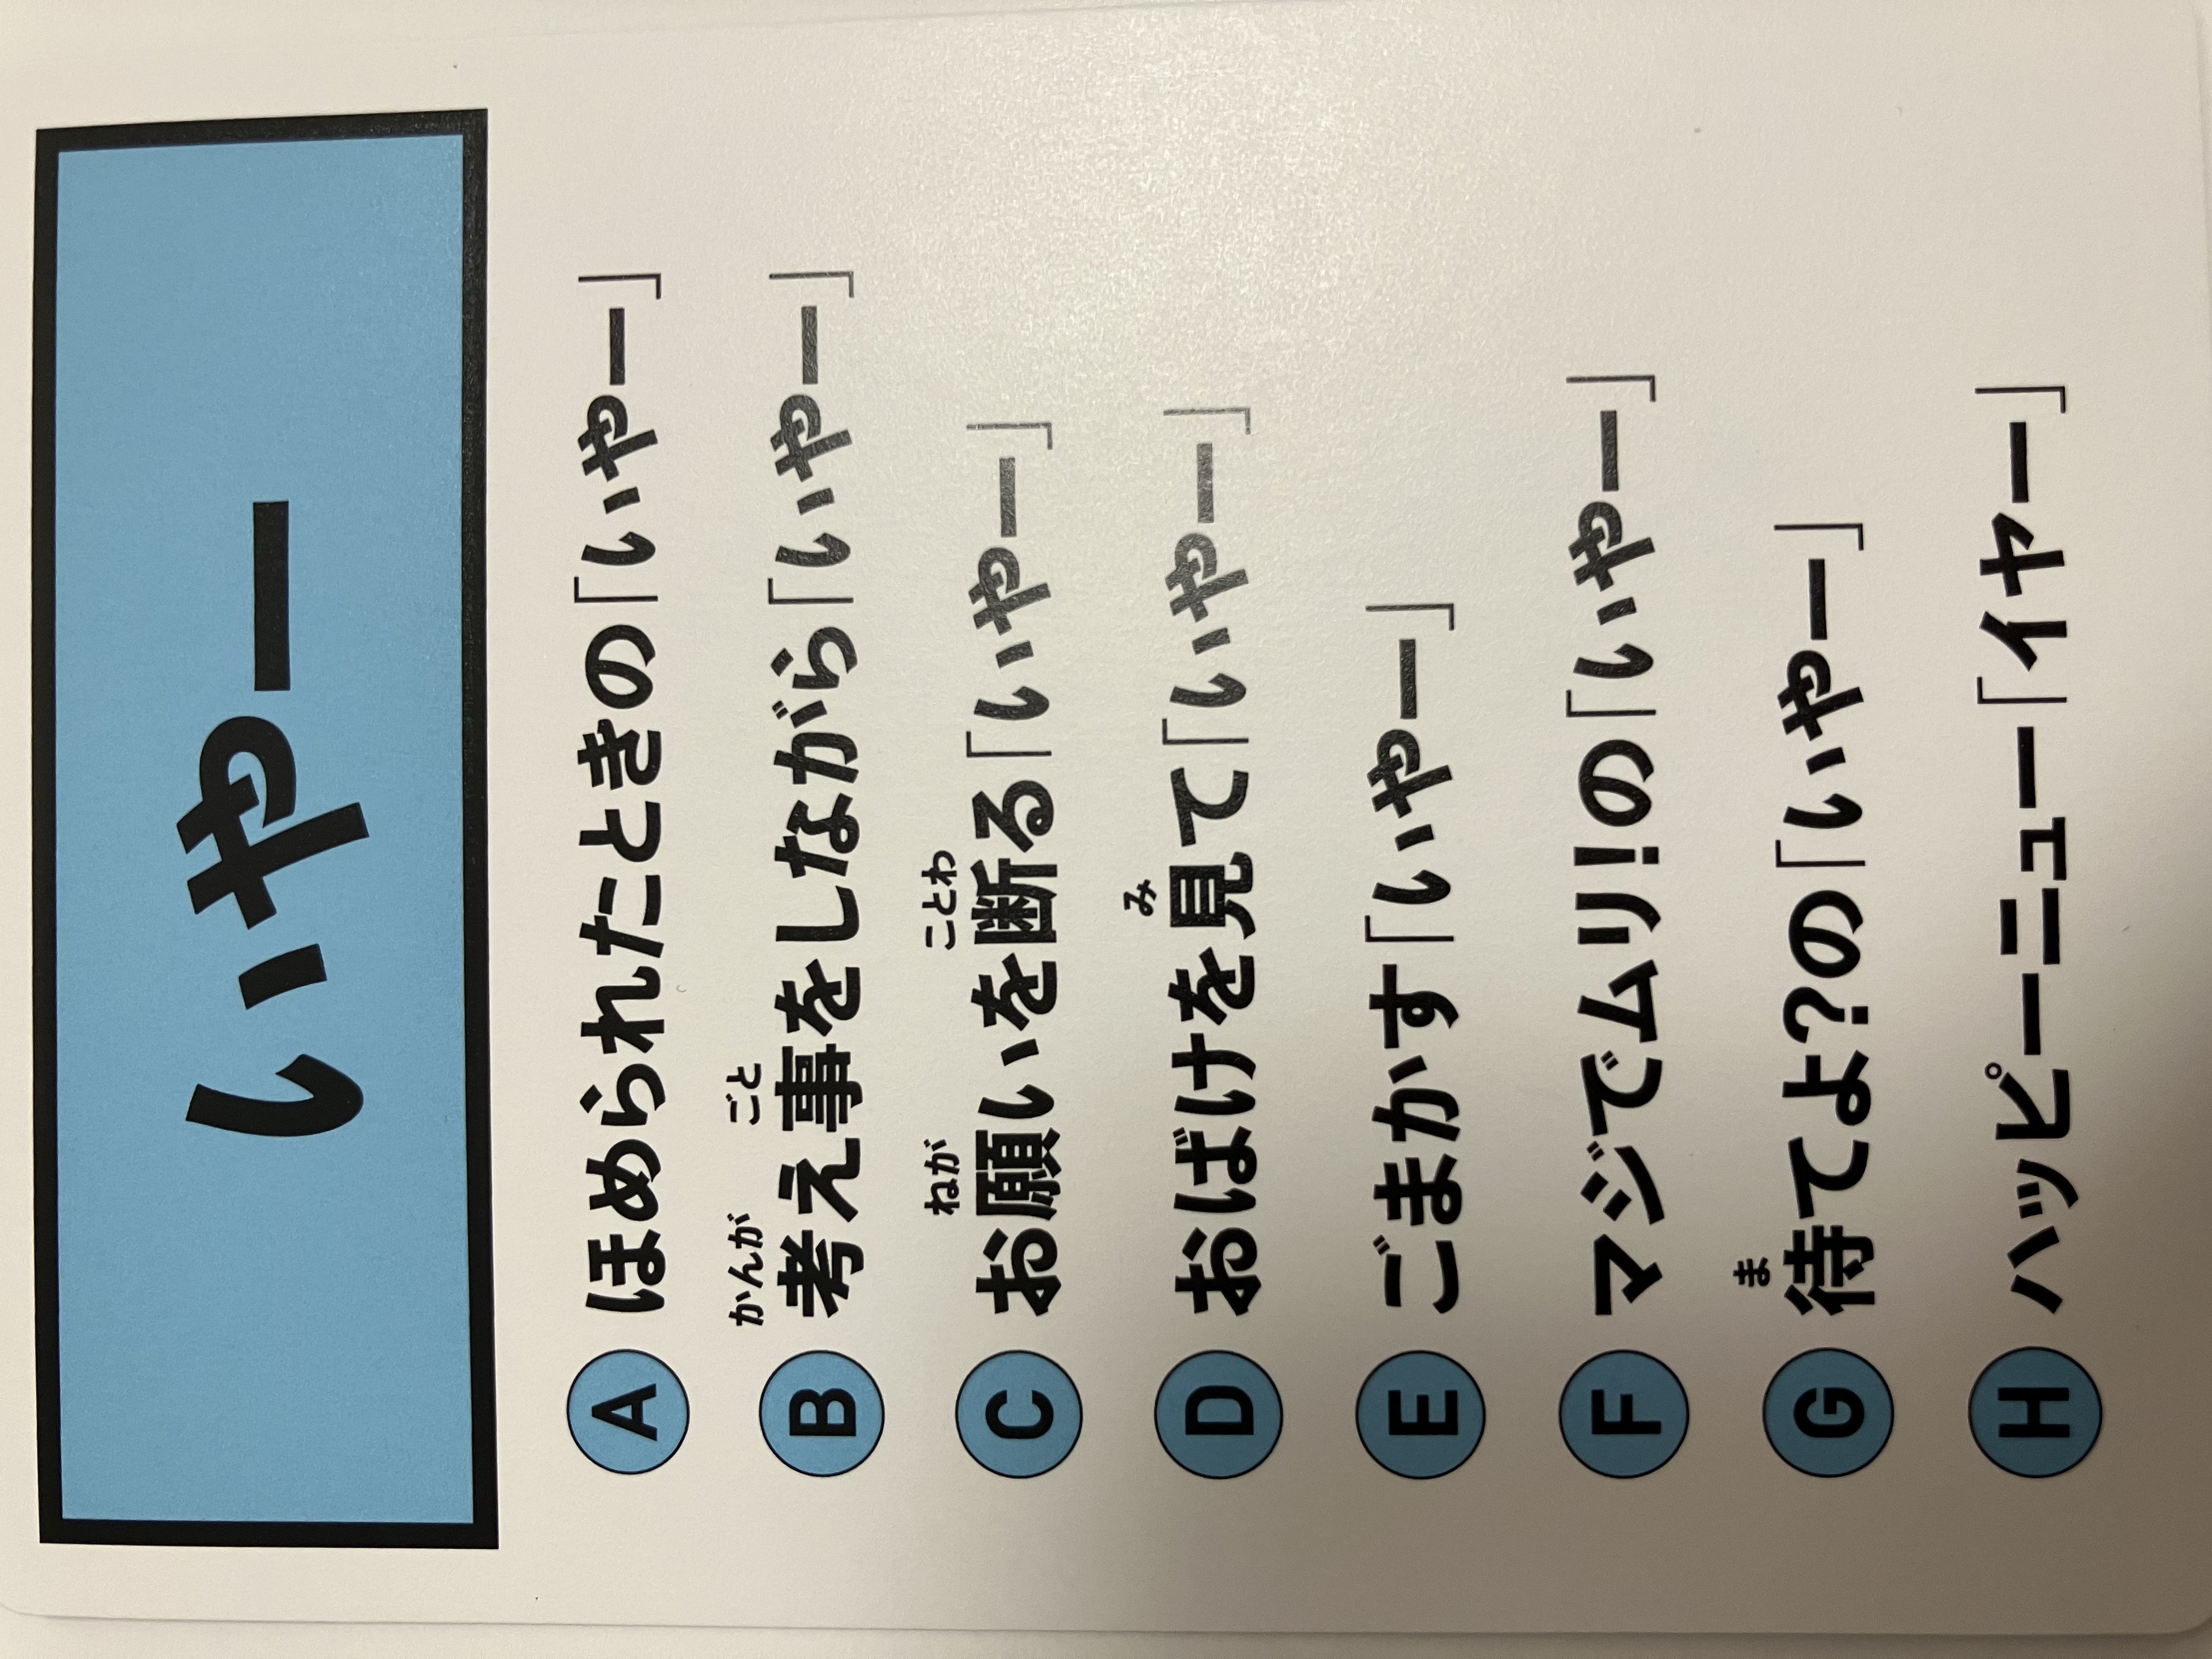 いやー
A ほめられたときの「いやー」
かんが ごと
B 考え事をしながら「いやー」
ねが ことわ
C お願いを断る「いやー」
み
D おばけを見て「いやー」
E ごまかす「いやー」
F マジでムリ!の「いやー」
ま
G 待てよ?の「いやー」
H ハッピーニュー「イヤー」